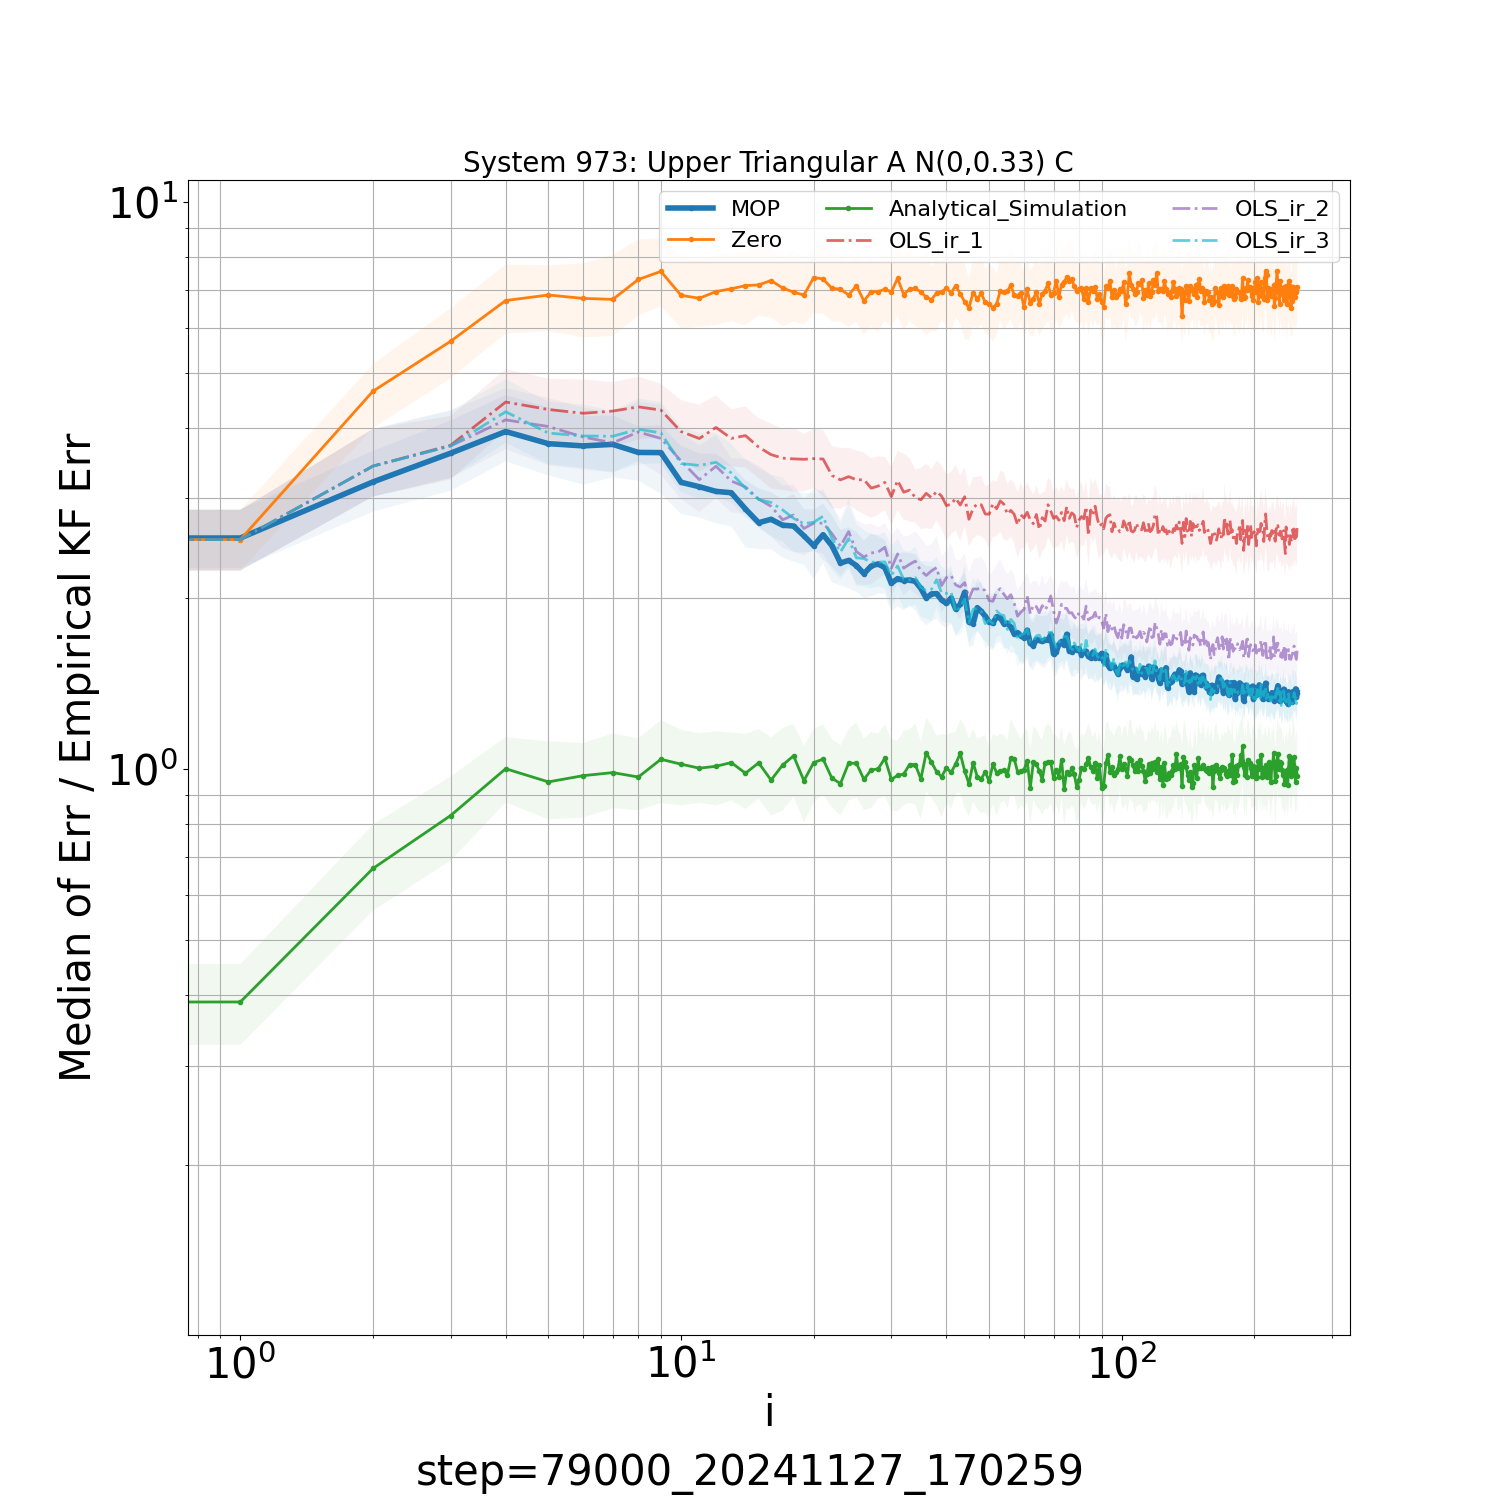 System 973: Upper Triangular A N(0,0.33) C
MOP
Zero
Analytical_Simulation
OLS_ir_1
OLS_ir_2
OLS_ir_3
Median of Err / Empirical KF Err
10¹
10⁰
10⁰
10¹
10²
i
step=79000_20241127_170259